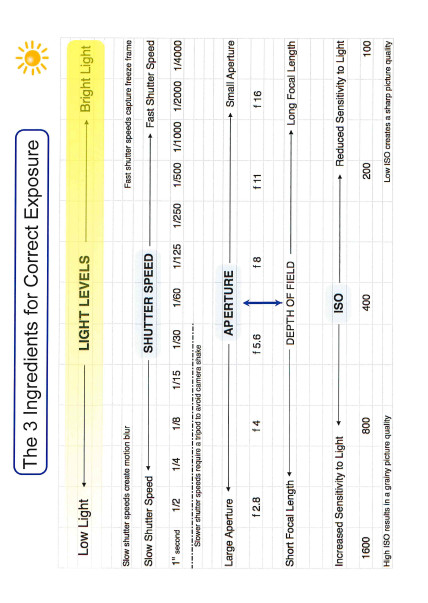 The 3 Ingredients for Correct Exposure
Low Light LIGHT LEVELS Bright Light
Slow shutter speeds create motion blur Fast shutter speeds capture freeze frame
Slow Shutter Speed SHUTTER SPEED Fast Shutter Speed
1" second 1/2 1/4 1/8 1/15 1/30 1/60 1/125 1/250 1/500 1/1000 1/2000 1/4000
Slower shutter speeds require a tripod to avoid camera shake
Large Aperture APERTURE Small Aperture
f 2.8 f 4 f 5.6 f 8 f 11 f 16
Short Focal Length DEPTH OF FIELD Long Focal Length
Increased Sensitivity to Light ISO Reduced Sensitivity to Light
1600 800 400 200 100
High ISO results in a grainy picture quality Low ISO creates a sharp picture quality